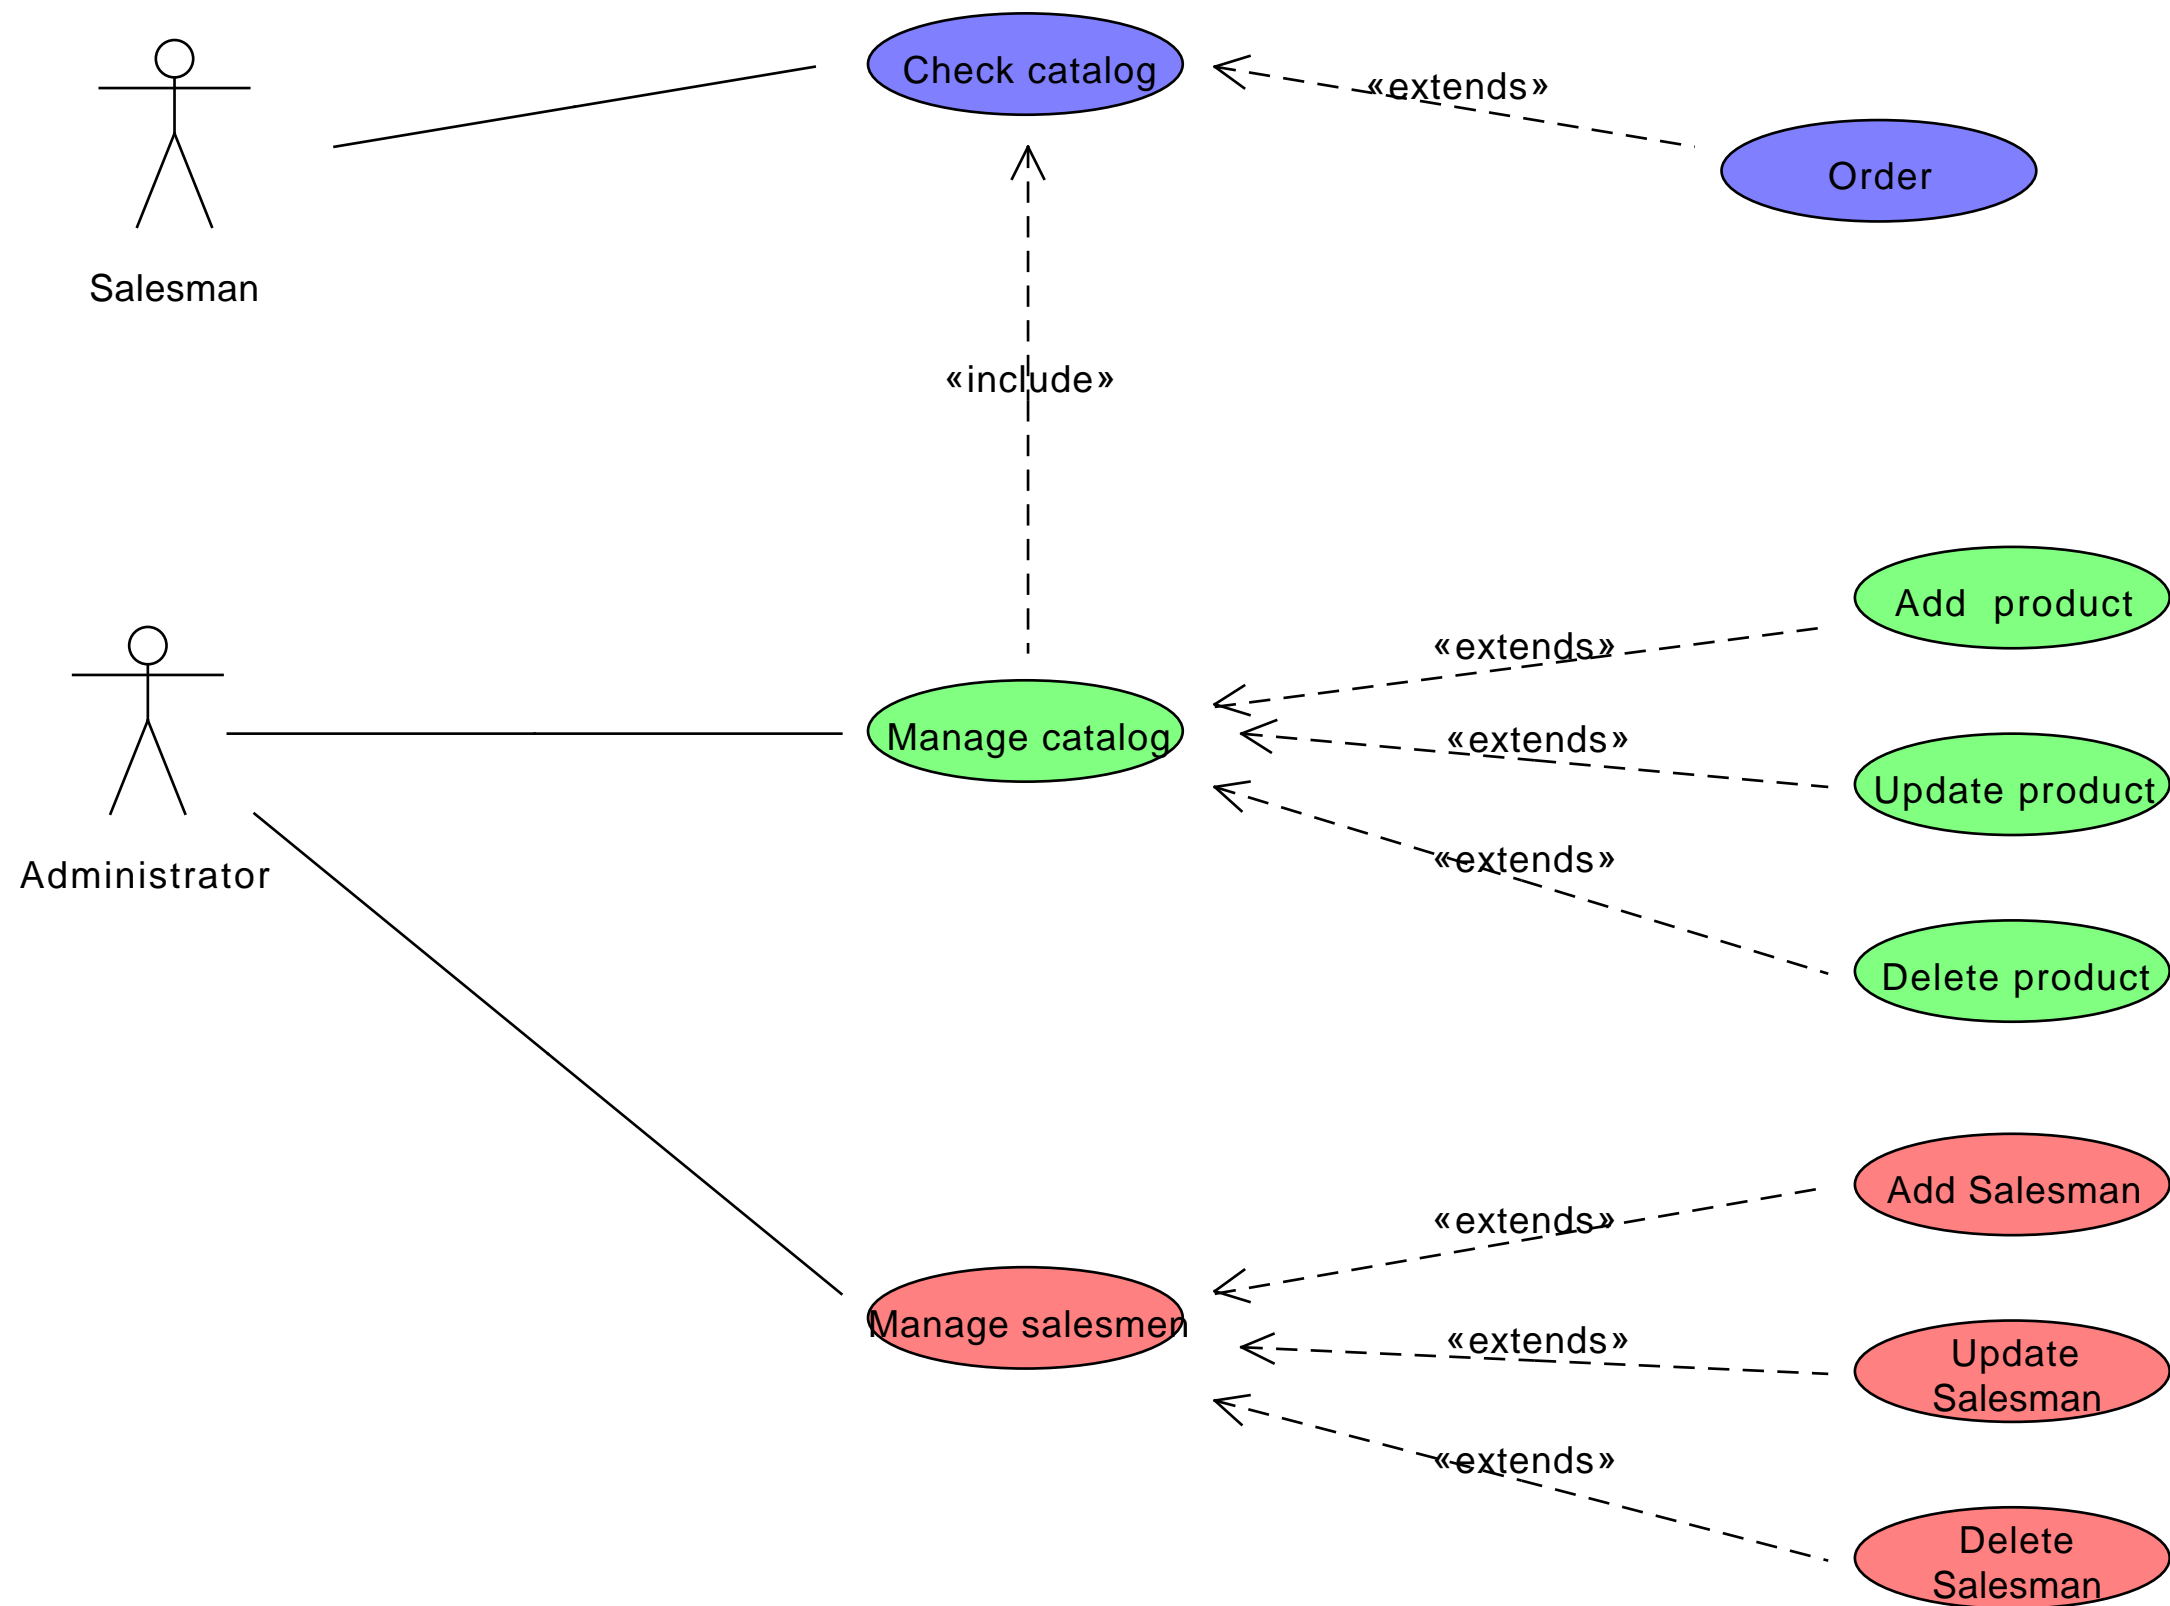 Check catalog
«extends»
Order
Salesman
«include»
Add  product
«extends»
Manage catalog
«extends»
Update product
Administrator
«extends»
Delete product
Add Salesman
«extends»
Manage salesmen
«extends»
Update
Salesman
«extends»
Delete
Salesman